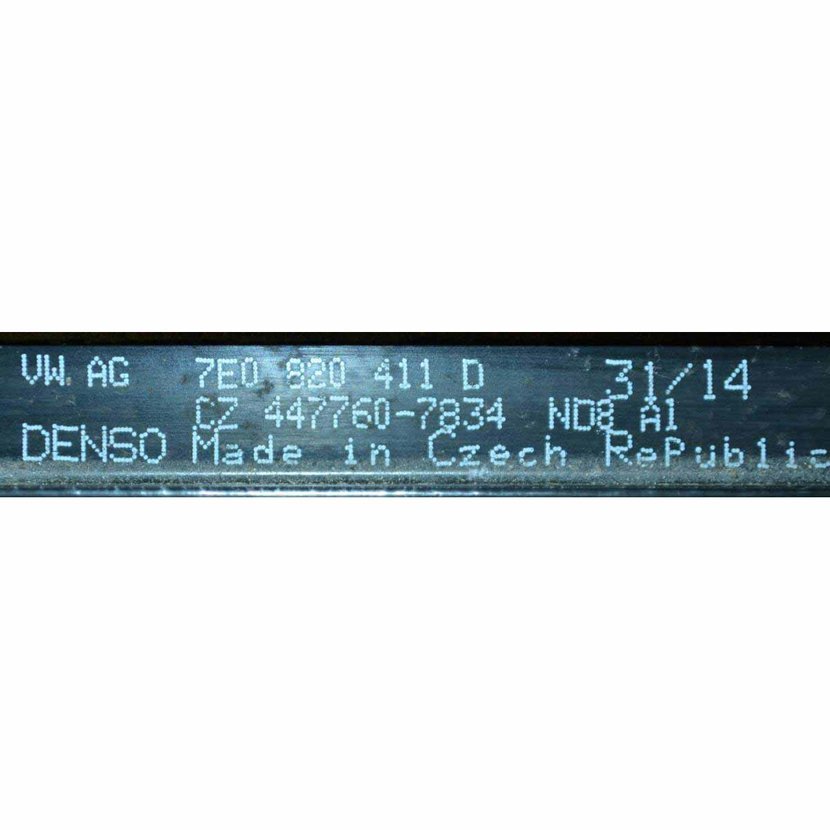 VW AG 7E0 820 411 D 31/14
CZ 447760-7834 ND8 A1
DENSO Made in Czech RePublic